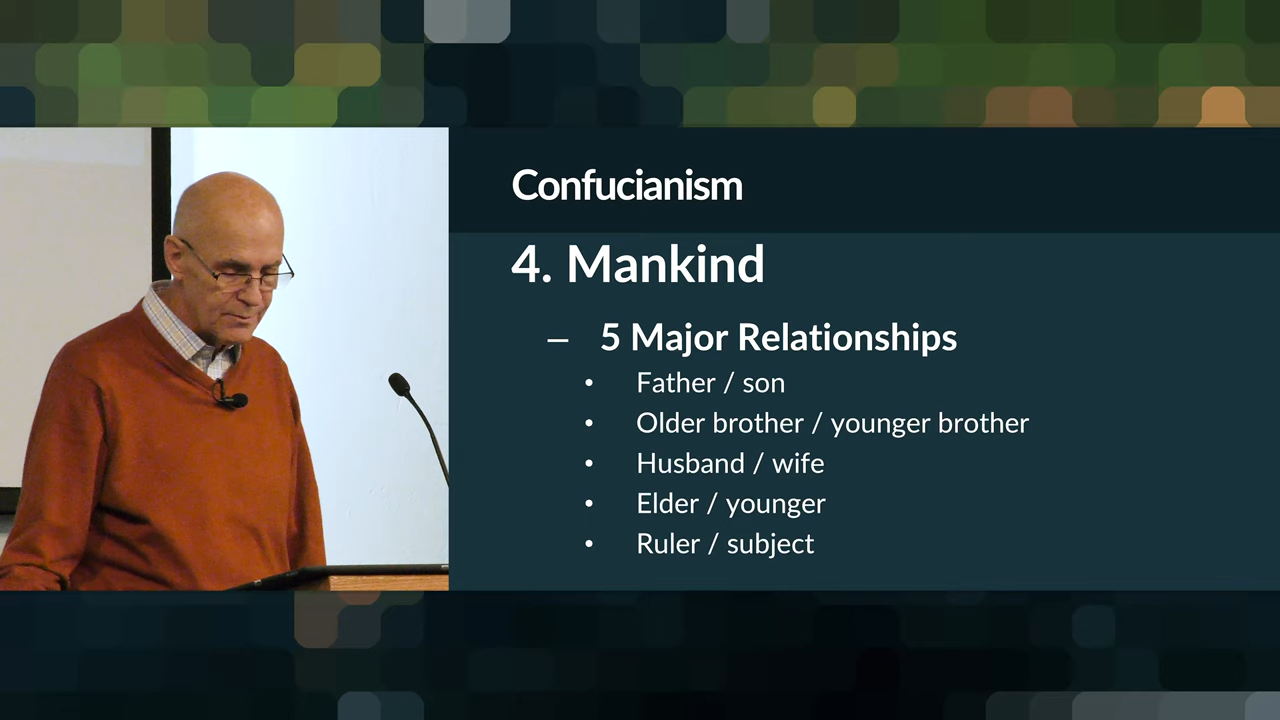 Confucianism
4. Mankind
– 5 Major Relationships
• Father / son
• Older brother / younger brother
• Husband / wife
• Elder / younger
• Ruler / subject